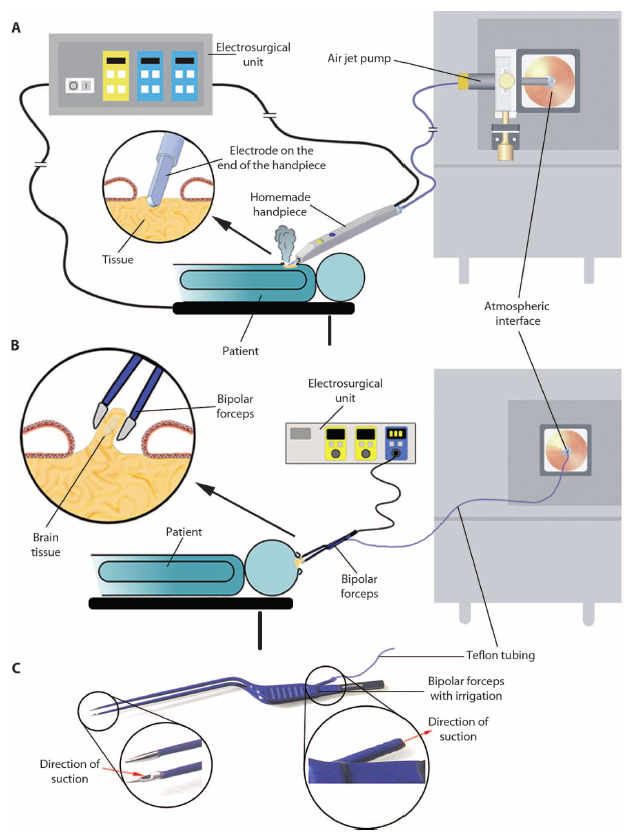 A
Electrosurgical
unit
Air jet pump
Electrode on the
end of the handpiece
Homemade
handpiece
Tissue
Patient
Atmospheric
interface
B
Electrosurgical
unit
Bipolar
forceps
Brain
tissue
Patient
Bipolar
forceps
Teflon tubing
C
Bipolar forceps
with irrigation
Direction of
suction
Direction of
suction